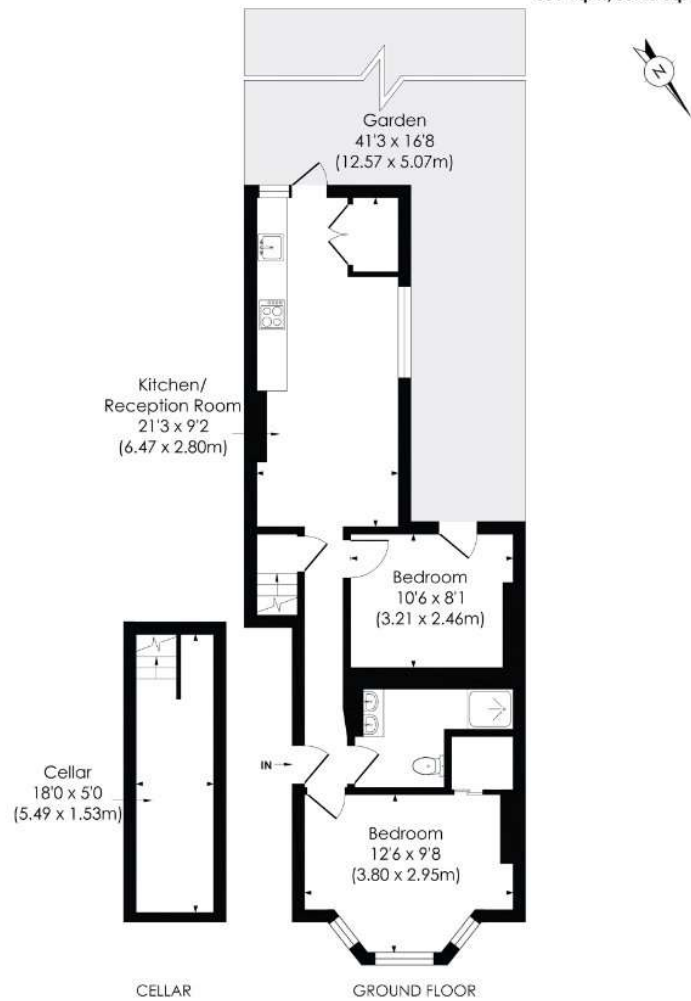 N
Garden
41'3 x 16'8
(12.57 x 5.07m)
Kitchen/
Reception Room
21'3 x 9'2
(6.47 x 2.80m)
Bedroom
10'6 x 8'1
(3.21 x 2.46m)
IN
Cellar
18'0 x 5'0
(5.49 x 1.53m)
Bedroom
12'6 x 9'8
(3.80 x 2.95m)
CELLAR
GROUND FLOOR